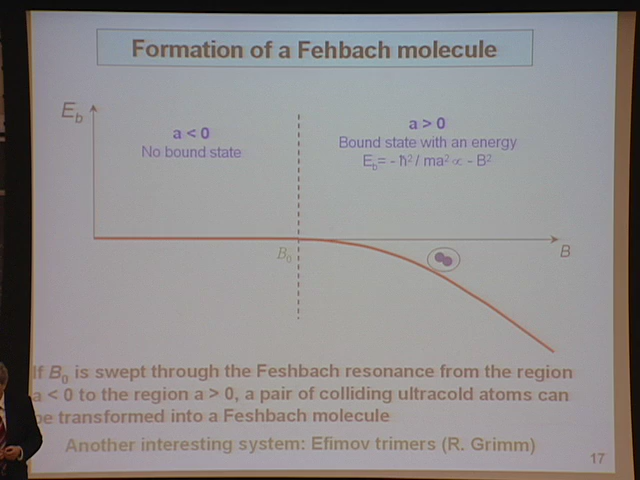 Formation of a Fehbach molecule
E_b
a < 0
No bound state
a > 0
Bound state with an energy
E_b= - ħ² / ma² ∝ - B²
B_0
B
If B_0 is swept through the Feshbach resonance from the region
a < 0 to the region a > 0, a pair of colliding ultracold atoms can
be transformed into a Feshbach molecule
Another interesting system: Efimov trimers (R. Grimm)
17